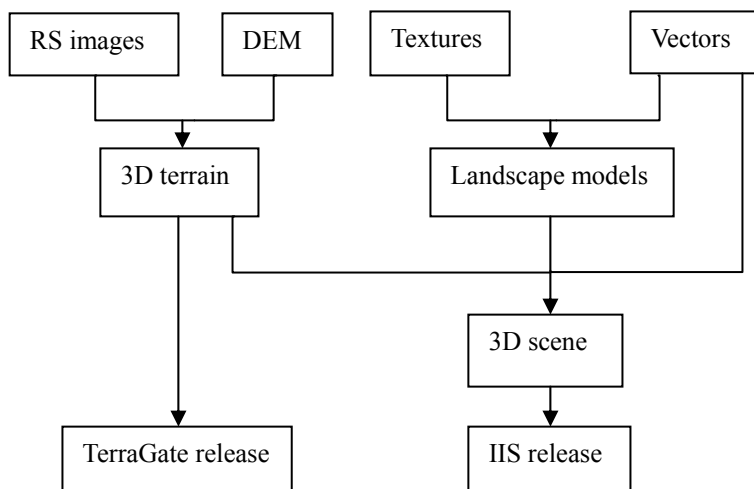 RS images
DEM
Textures
Vectors
3D terrain
Landscape models
3D scene
TerraGate release
IIS release